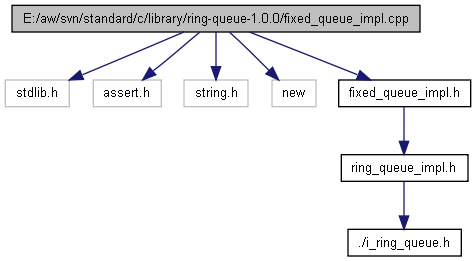 E:/aw/svn/standard/c/library/ring-queue-1.0.0/fixed_queue_impl.cpp
stdlib.h
assert.h
string.h
new
fixed_queue_impl.h
ring_queue_impl.h
./i_ring_queue.h